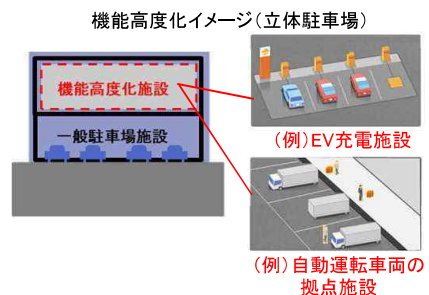 機能高度化イメージ（立体駐車場）
機能高度化施設
一般駐車場施設
（例）EV充電施設
（例）自動運転車両の
拠点施設